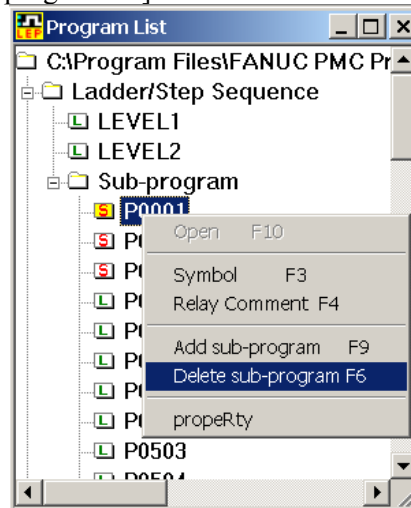 Program List
C:\Program Files\FANUC PMC Pr
Ladder/Step Sequence
L LEVEL1
L LEVEL2
Sub-program
S P0001
Open F10
Symbol F3
Relay Comment F4
Add sub-program F9
Delete sub-program F6
propeRty
L P0503